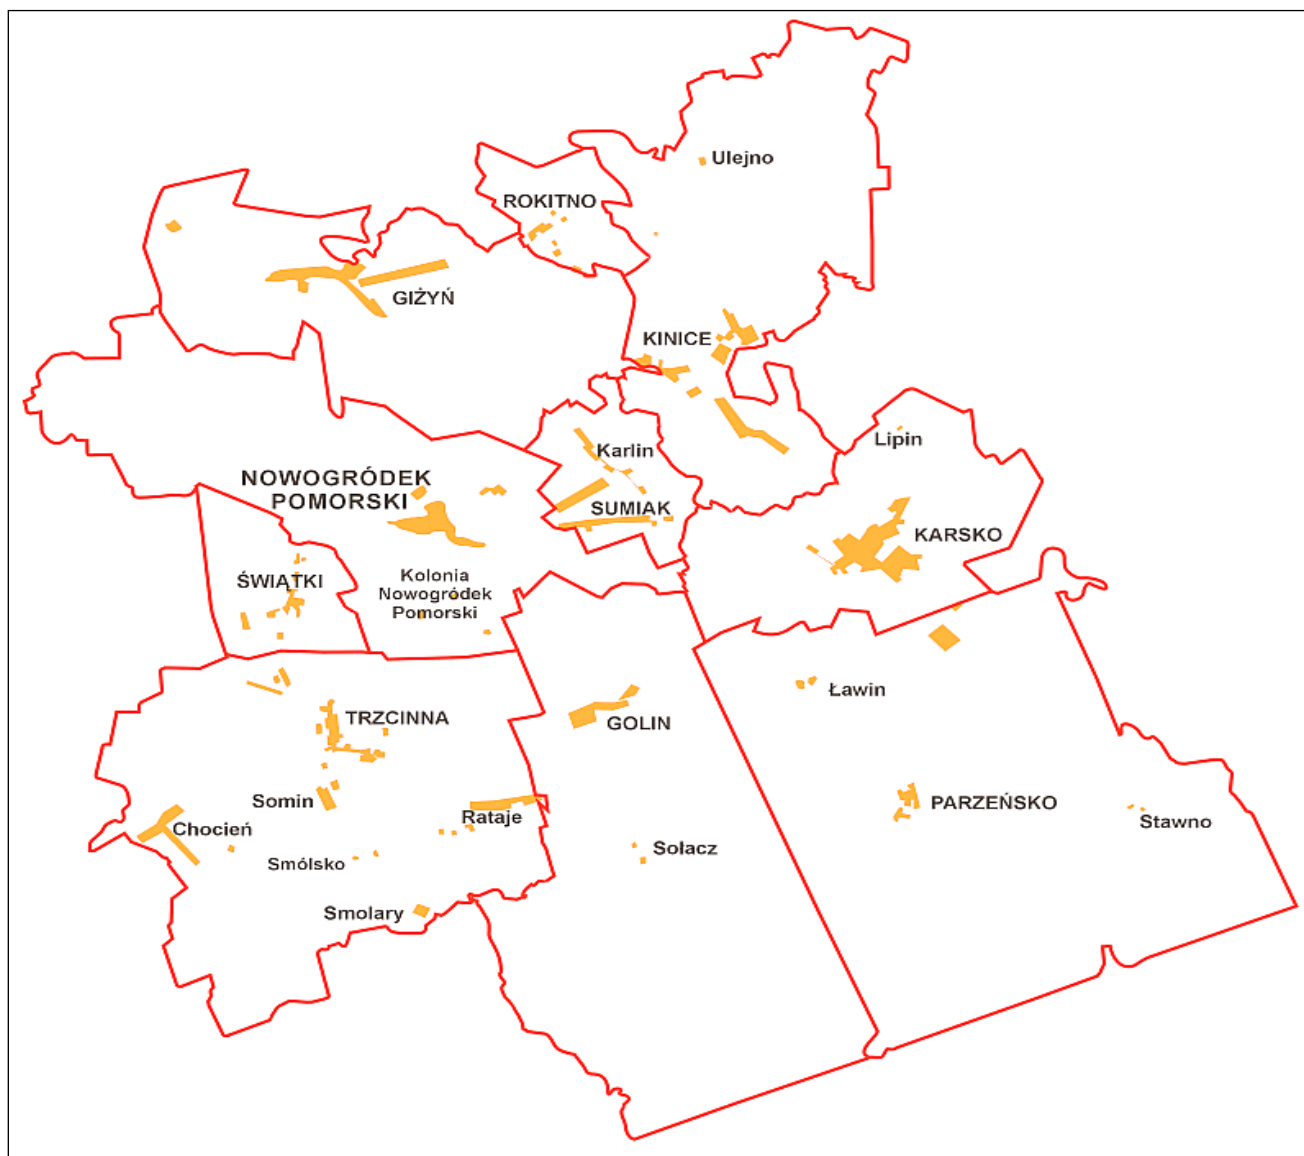 Ulejno
ROKITNO
GIŻYŃ
KINICE
Lipin
Karlin
NOWOGRÓDEK
POMORSKI
SUMIAK
KARSKO
ŚWIĄTKI
Kolonia
Nowogródek
Pomorski
Ławin
TRZCINNA
GOLIN
Somin
PARZEŃSKO
Rataje
Stawno
Chocień
Sołacz
Smólsko
Smolary